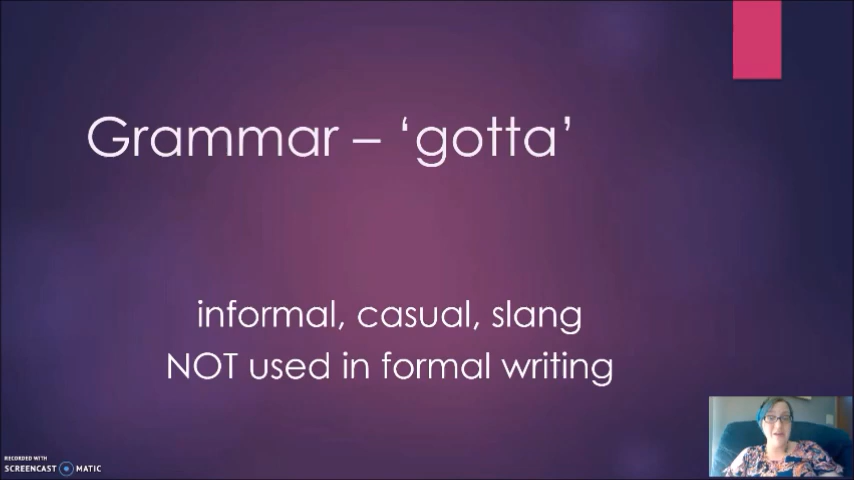 Grammar – ‘gotta’
informal, casual, slang
NOT used in formal writing
RECORDED WITH
SCREENCAST MATIC